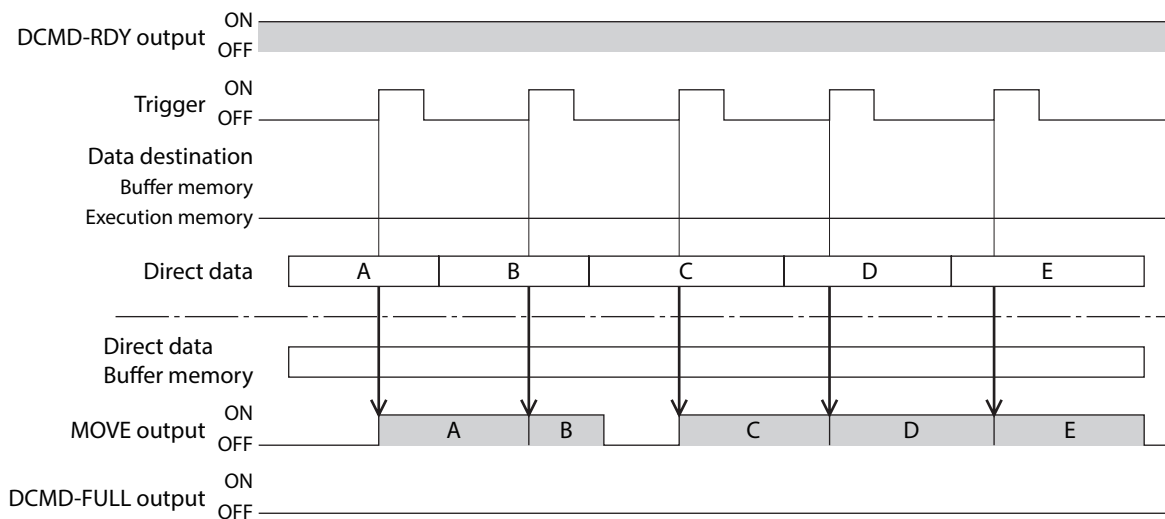 ON
DCMD-RDY output
OFF
ON
Trigger
OFF
Data destination
Buffer memory
Execution memory
Direct data
A B C D E
Direct data
Buffer memory
ON
MOVE output
OFF
A B C D E
ON
DCMD-FULL output
OFF